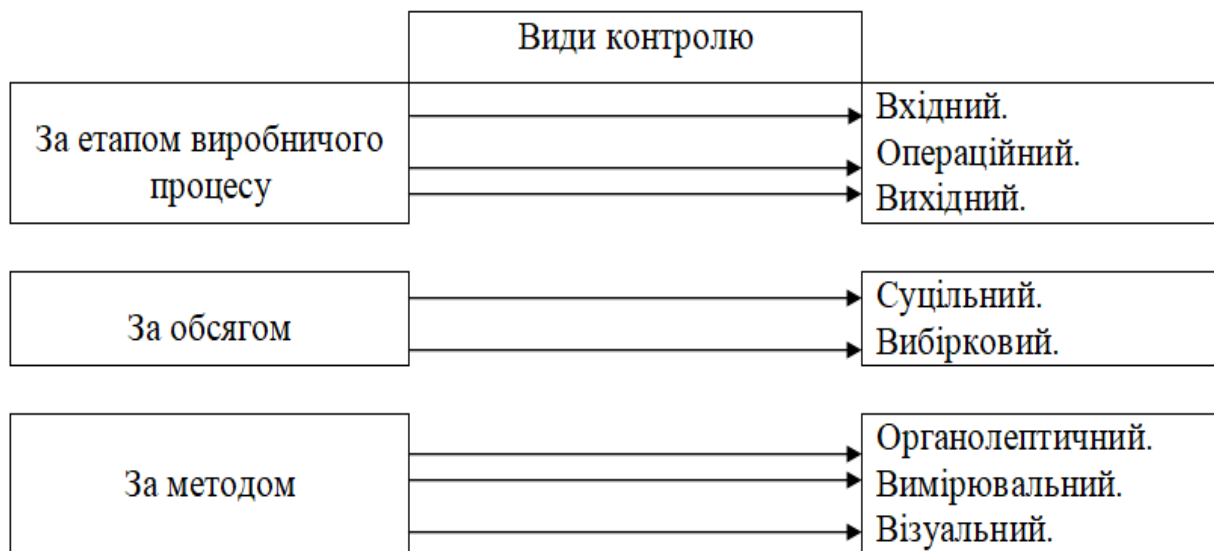 Види контролю
За етапом виробничого
процесу
Вхідний.
Операційний.
Вихідний.
За обсягом
Суцільний.
Вибірковий.
За методом
Органолептичний.
Вимірювальний.
Візуальний.